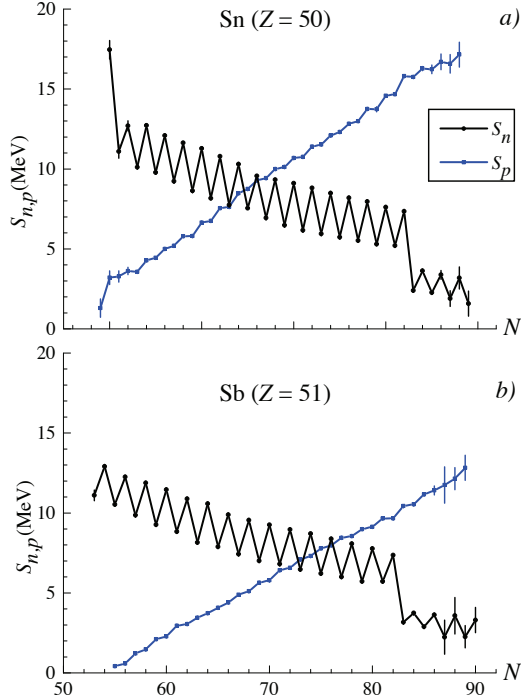 Sn (Z = 50)
a)
20
15
10
5
0
S_{n,p}(MeV)
S_n
S_p
N
Sb (Z = 51)
b)
20
15
10
5
0
S_{n,p}(MeV)
50
60
70
80
90
N